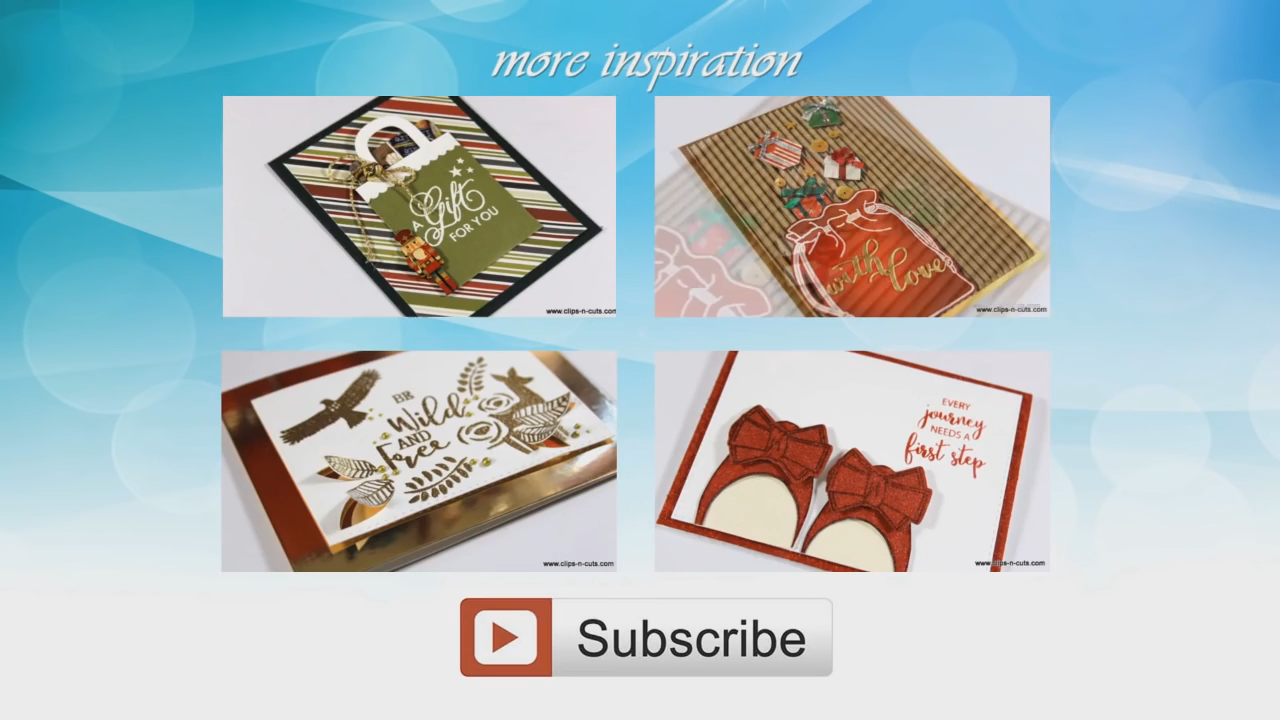 more inspiration
A
Gift
FOR YOU
www.clips-n-cuts.com
with love
www.clips-n-cuts.com
BE
Wild
AND
Free
www.clips-n-cuts.com
EVERY
journey
NEEDS A
first step
www.clips-n-cuts.com
Subscribe